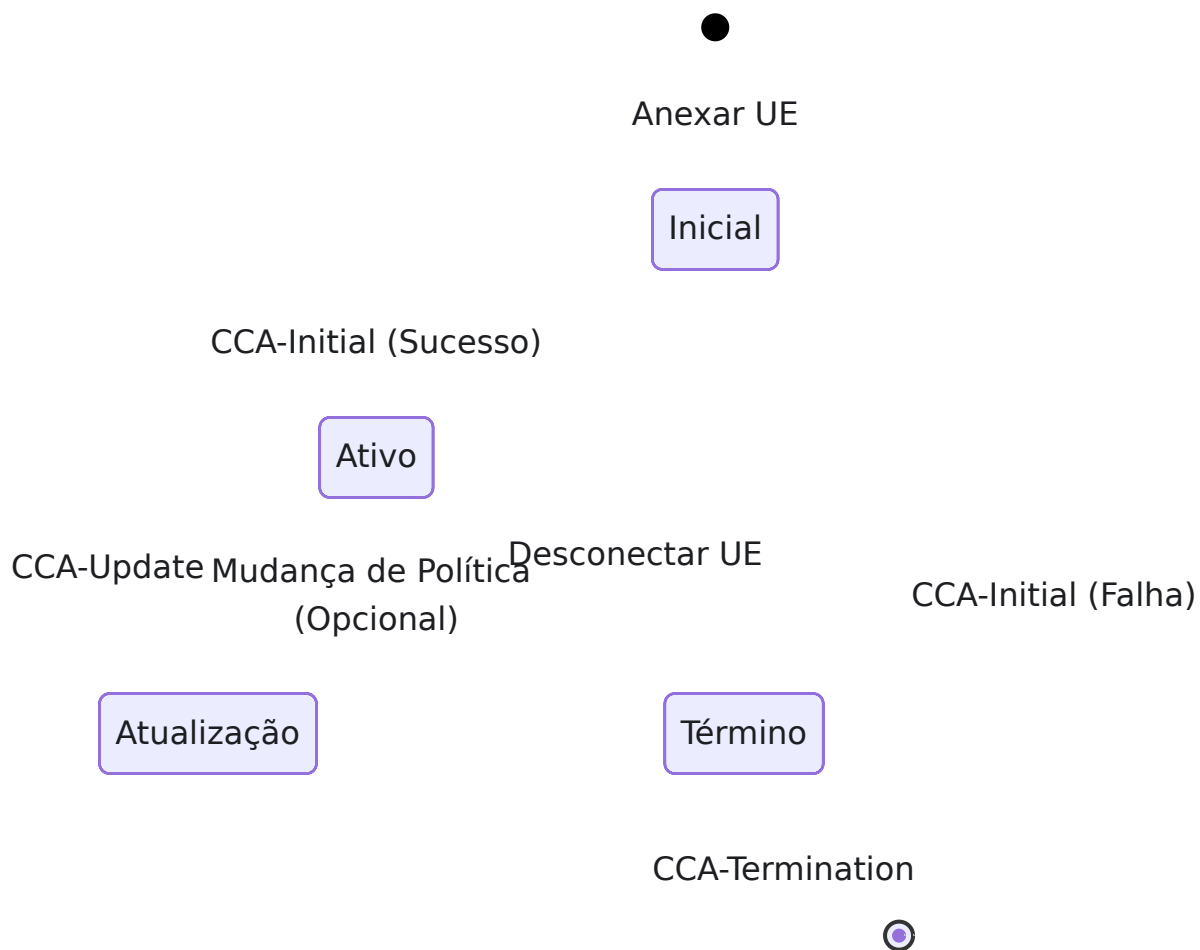 Anexar UE
Inicial
CCA-Initial (Sucesso)
Ativo
CCA-Update
Mudança de Política
(Opcional)
Desconectar UE
CCA-Initial (Falha)
Atualização
Término
CCA-Termination